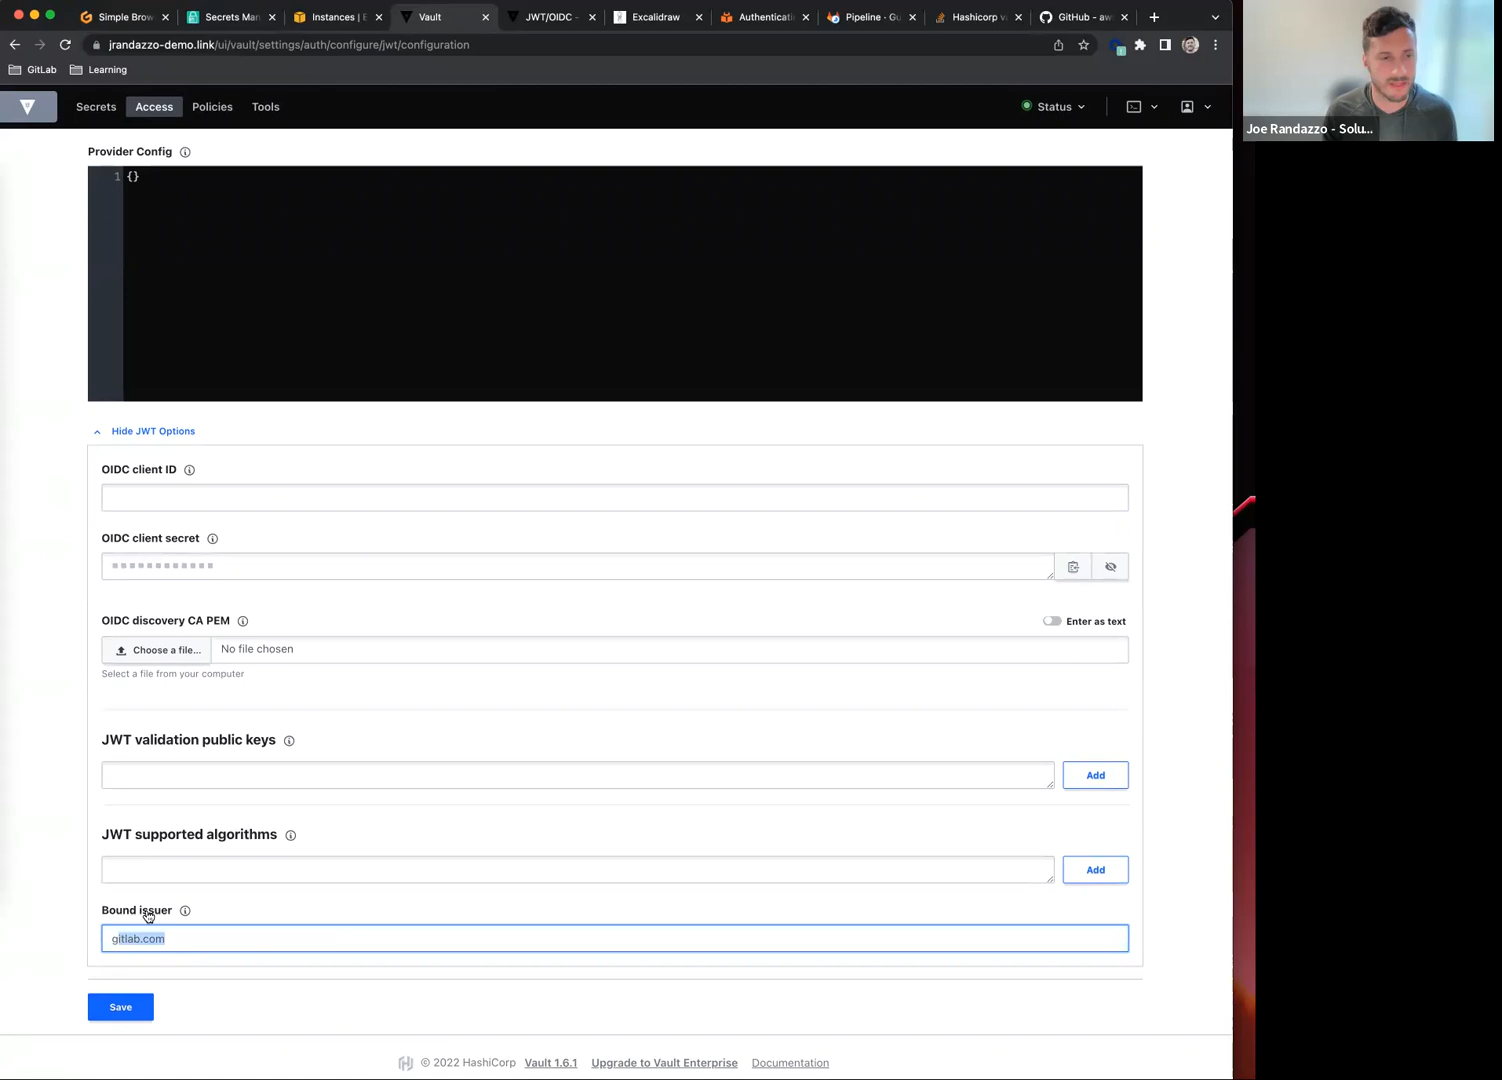 Simple Brow
Secrets Man
Instances | E
Vault
JWT/OIDC -
Excalidraw
Authenticati
Pipeline · Gu
Hashicorp va
GitHub - aw
jrandazzo-demo.link/ui/vault/settings/auth/configure/jwt/configuration
GitLab
Learning
Secrets
Access
Policies
Tools
Status
Joe Randazzo - Solu...
Provider Config
1 {}
Hide JWT Options
OIDC client ID
OIDC client secret
OIDC discovery CA PEM
Enter as text
Choose a file...
No file chosen
Select a file from your computer
JWT validation public keys
Add
JWT supported algorithms
Add
Bound issuer
gitlab.com
Save
© 2022 HashiCorp Vault 1.6.1 Upgrade to Vault Enterprise Documentation